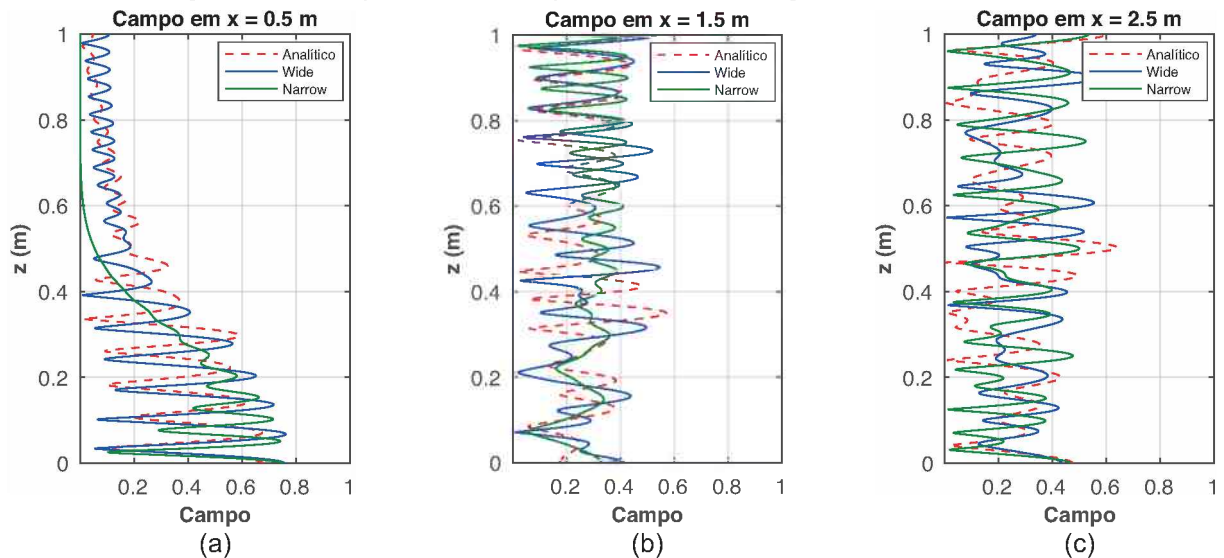 Campo em x = 0.5 m
Analítico
Wide
Narrow
1
0.8
0.6
0.4
0.2
0
z (m)
0.2
0.4
0.6
0.8
1
Campo
(a)
Campo em x = 1.5 m
Analítico
Wide
Narrow
1
0.8
0.6
0.4
0.2
0
z (m)
0.2
0.4
0.6
0.8
1
Campo
(b)
Campo em x = 2.5 m
Analítico
Wide
Narrow
1
0.8
0.6
0.4
0.2
0
z (m)
0.2
0.4
0.6
0.8
1
Campo
(c)